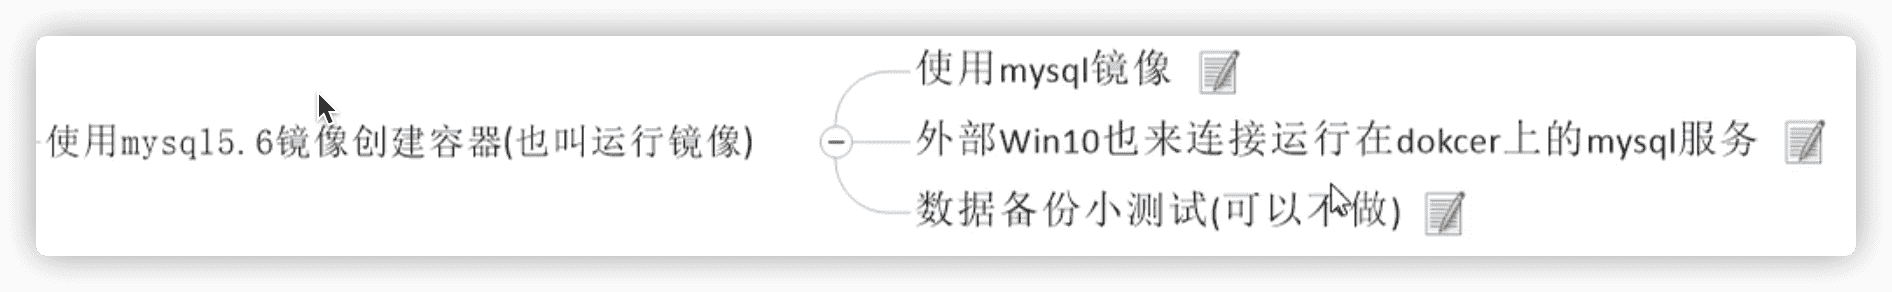 使用mysql5.6镜像创建容器(也叫运行镜像)
使用mysql镜像
外部Win10也来连接运行在dokcer上的mysql服务
数据备份小测试(可以不做)